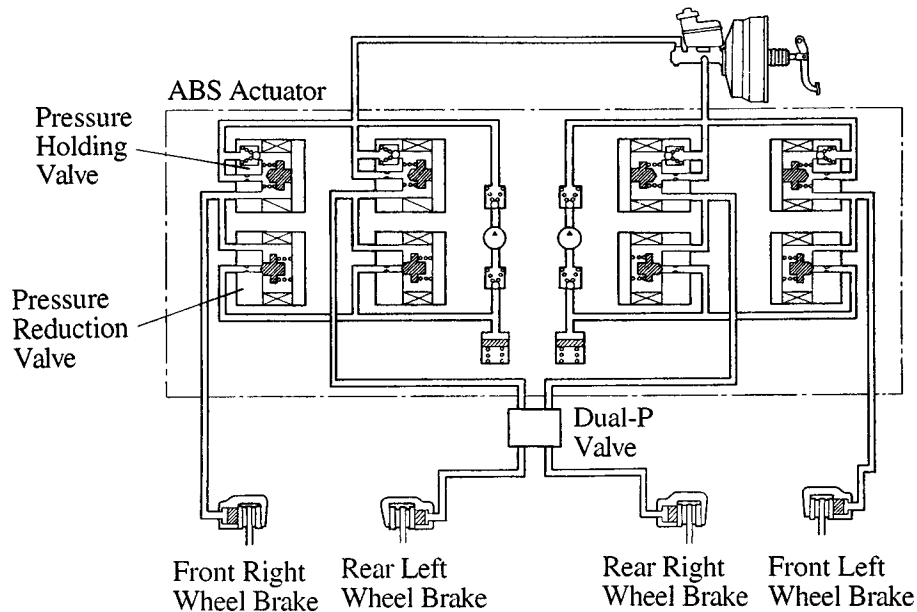 ABS Actuator
Pressure
Holding
Valve
Pressure
Reduction
Valve
Dual-P
Valve
Front Right
Wheel Brake
Rear Left
Wheel Brake
Rear Right
Wheel Brake
Front Left
Wheel Brake